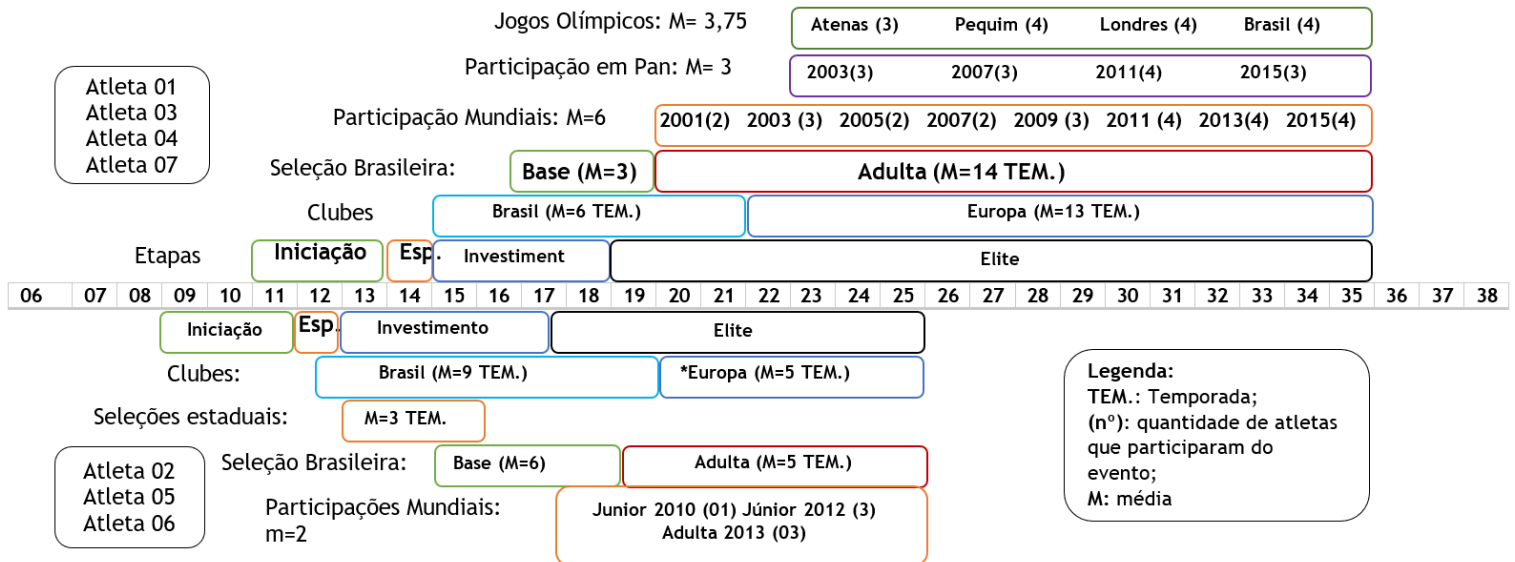 Jogos Olímpicos: M= 3,75
Atenas (3) Pequim (4) Londres (4) Brasil (4)
Participação em Pan: M= 3
2003(3) 2007(3) 2011(4) 2015(3)
Atleta 01
Atleta 03
Atleta 04
Atleta 07
Participação Mundiais: M=6
2001(2) 2003 (3) 2005(2) 2007(2) 2009 (3) 2011 (4) 2013(4) 2015(4)
Seleção Brasileira:
Base (M=3) Adulta (M=14 TEM.)
Clubes
Brasil (M=6 TEM.) Europa (M=13 TEM.)
Etapas
Iniciação Esp. Investiment Elite
06 07 08 09 10 11 12 13 14 15 16 17 18 19 20 21 22 23 24 25 26 27 28 29 30 31 32 33 34 35 36 37 38
Iniciação Esp. Investimento Elite
Clubes:
Brasil (M=9 TEM.) *Europa (M=5 TEM.)
Seleções estaduais:
M=3 TEM.
Atleta 02
Atleta 05
Atleta 06
Seleção Brasileira:
Base (M=6) Adulta (M=5 TEM.)
Participações Mundiais:
m=2
Junior 2010 (01) Júnior 2012 (3)
Adulta 2013 (03)
Legenda:
TEM.: Temporada;
(nº): quantidade de atletas
que participaram do
evento;
M: média